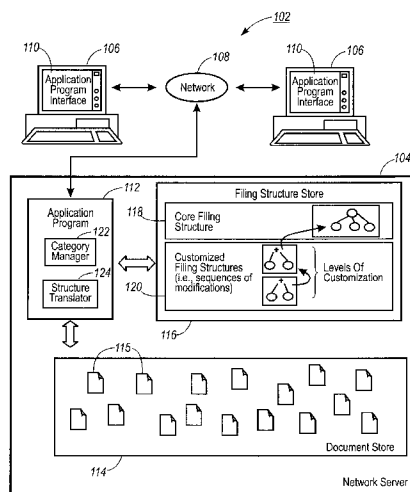 102
110
106
Application
Program
Interface
108
Network
110
106
Application
Program
Interface
104
112
Application
Program
122
Category
Manager
124
Structure
Translator
Filing Structure Store
118
Core Filing
Structure
Customized
Filing Structures
(i.e., sequences of
modifications)
120
+
+
Levels Of
Customization
116
115
Document Store
114
Network Server